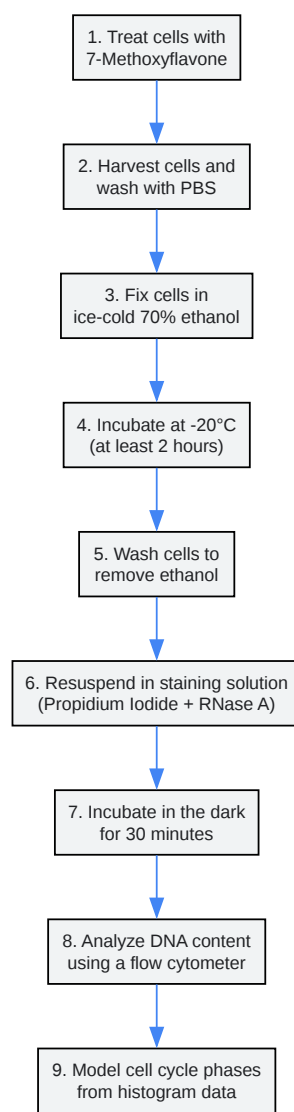 1. Treat cells with
7-Methoxyflavone
2. Harvest cells and
wash with PBS
3. Fix cells in
ice-cold 70% ethanol
4. Incubate at -20°C
(at least 2 hours)
5. Wash cells to
remove ethanol
6. Resuspend in staining solution
(Propidium Iodide + RNase A)
7. Incubate in the dark
for 30 minutes
8. Analyze DNA content
using a flow cytometer
9. Model cell cycle phases
from histogram data